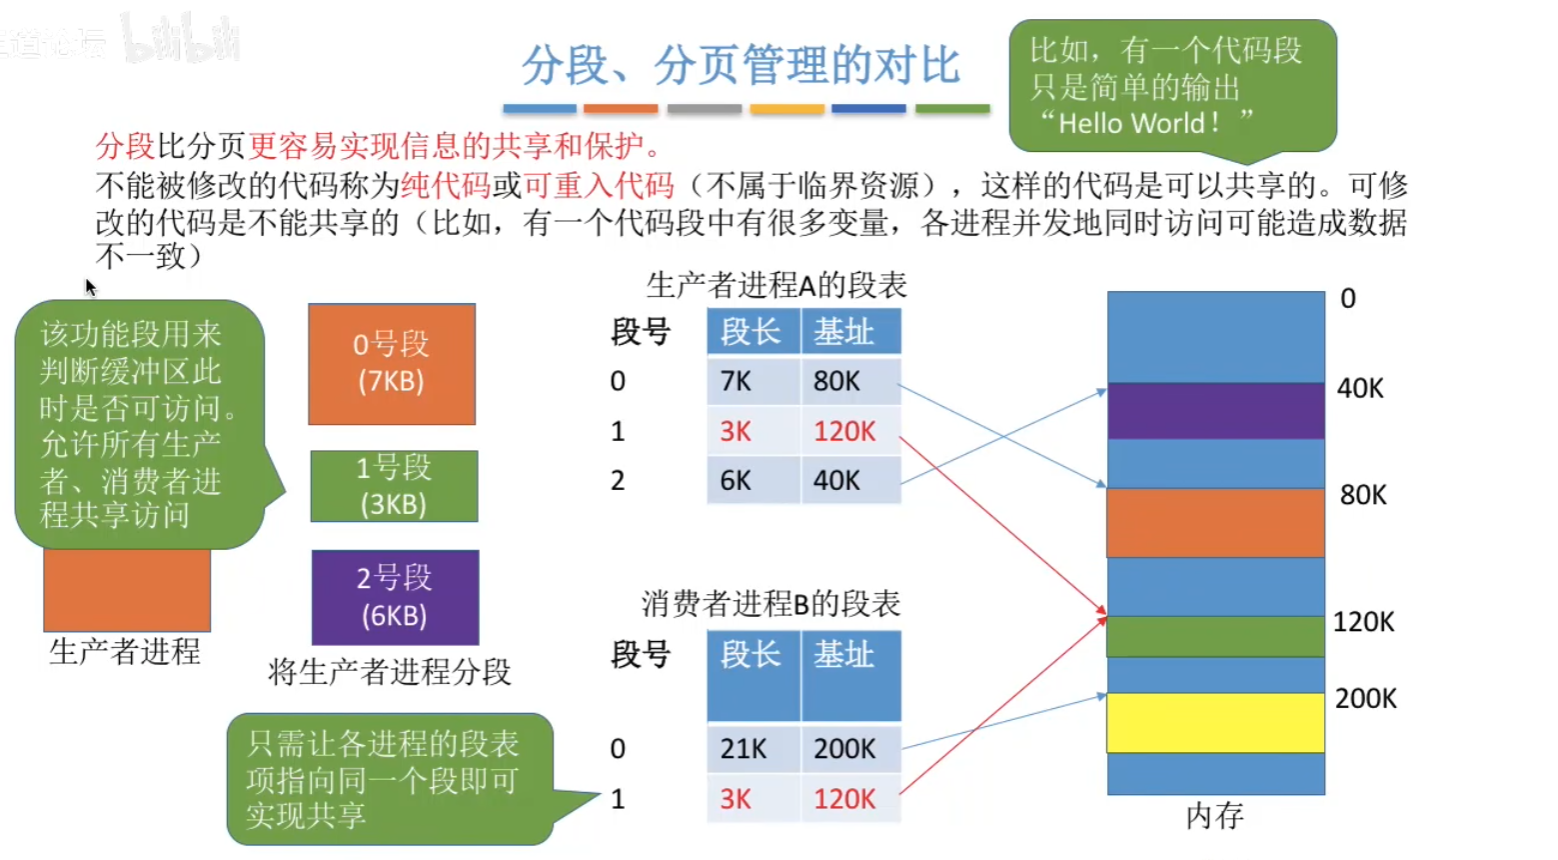 道论坛 bilibili
分段、分页管理的对比
比如，有一个代码段
只是简单的输出
“Hello World！”
分段比分页更容易实现信息的共享和保护。
不能被修改的代码称为纯代码或可重入代码（不属于临界资源），这样的代码是可以共享的。可修
改的代码是不能共享的（比如，有一个代码段中有很多变量，各进程并发地同时访问可能造成数据
不一致）
该功能段用来
判断缓冲区此
时是否可访问。
允许所有生产
者、消费者进
程共享访问
生产者进程
0号段
(7KB)
1号段
(3KB)
2号段
(6KB)
将生产者进程分段
生产者进程A的段表
段号 段长 基址
0 7K 80K
1 3K 120K
2 6K 40K
消费者进程B的段表
段号 段长 基址
0 21K 200K
1 3K 120K
只需让各进程的段表
项指向同一个段即可
实现共享
0
40K
80K
120K
200K
内存